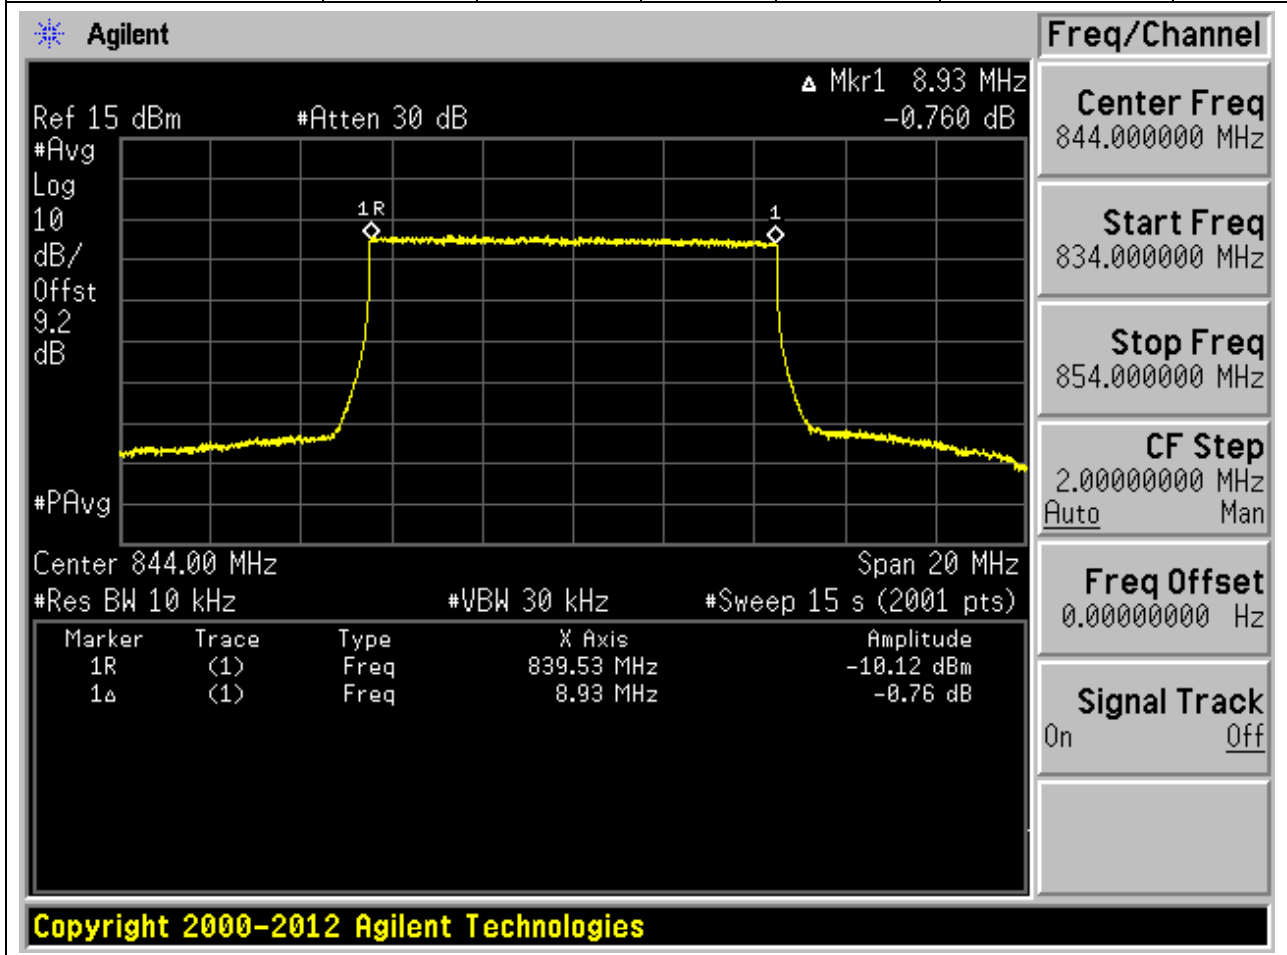 Agilent
Freq/Channel
▵ Mkr1 8.93 MHz
Ref 15 dBm #Atten 30 dB −0.760 dB
#Avg
Log
10
dB/
Offst
9.2
dB
1R
1
#PAvg
Center 844.00 MHz Span 20 MHz
#Res BW 10 kHz #VBW 30 kHz #Sweep 15 s (2001 pts)
Marker Trace Type X Axis Amplitude
1R (1) Freq 839.53 MHz −10.12 dBm
1▵ (1) Freq 8.93 MHz −0.76 dB
Center Freq
844.000000 MHz
Start Freq
834.000000 MHz
Stop Freq
854.000000 MHz
CF Step
2.00000000 MHz
Auto Man
Freq Offset
0.00000000 Hz
Signal Track
On Off
Copyright 2000–2012 Agilent Technologies